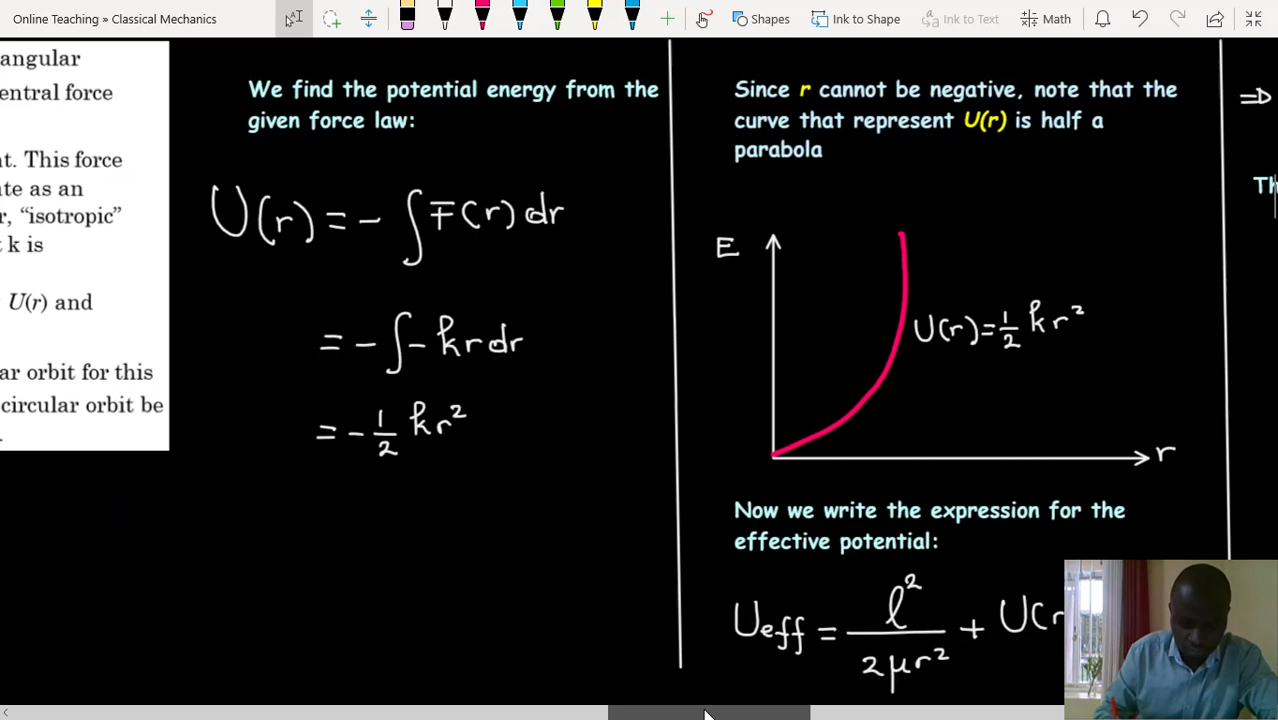 Online Teaching » Classical Mechanics
Shapes
Ink to Shape
Ink to Text
Math
angular
entral force
nt. This force
ate as an
r, “isotropic”
t k is
U(r) and
ar orbit for this
circular orbit be
We find the potential energy from the
given force law:
U(r) = - ∫ F(r) dr
= - ∫ - kr dr
= - 1/2 kr²
Since r cannot be negative, note that the
curve that represent U(r) is half a
parabola
E
U(r) = 1/2 kr²
r
Now we write the expression for the
effective potential:
Ueff = l²/2μr² + U(r
⇒
Th